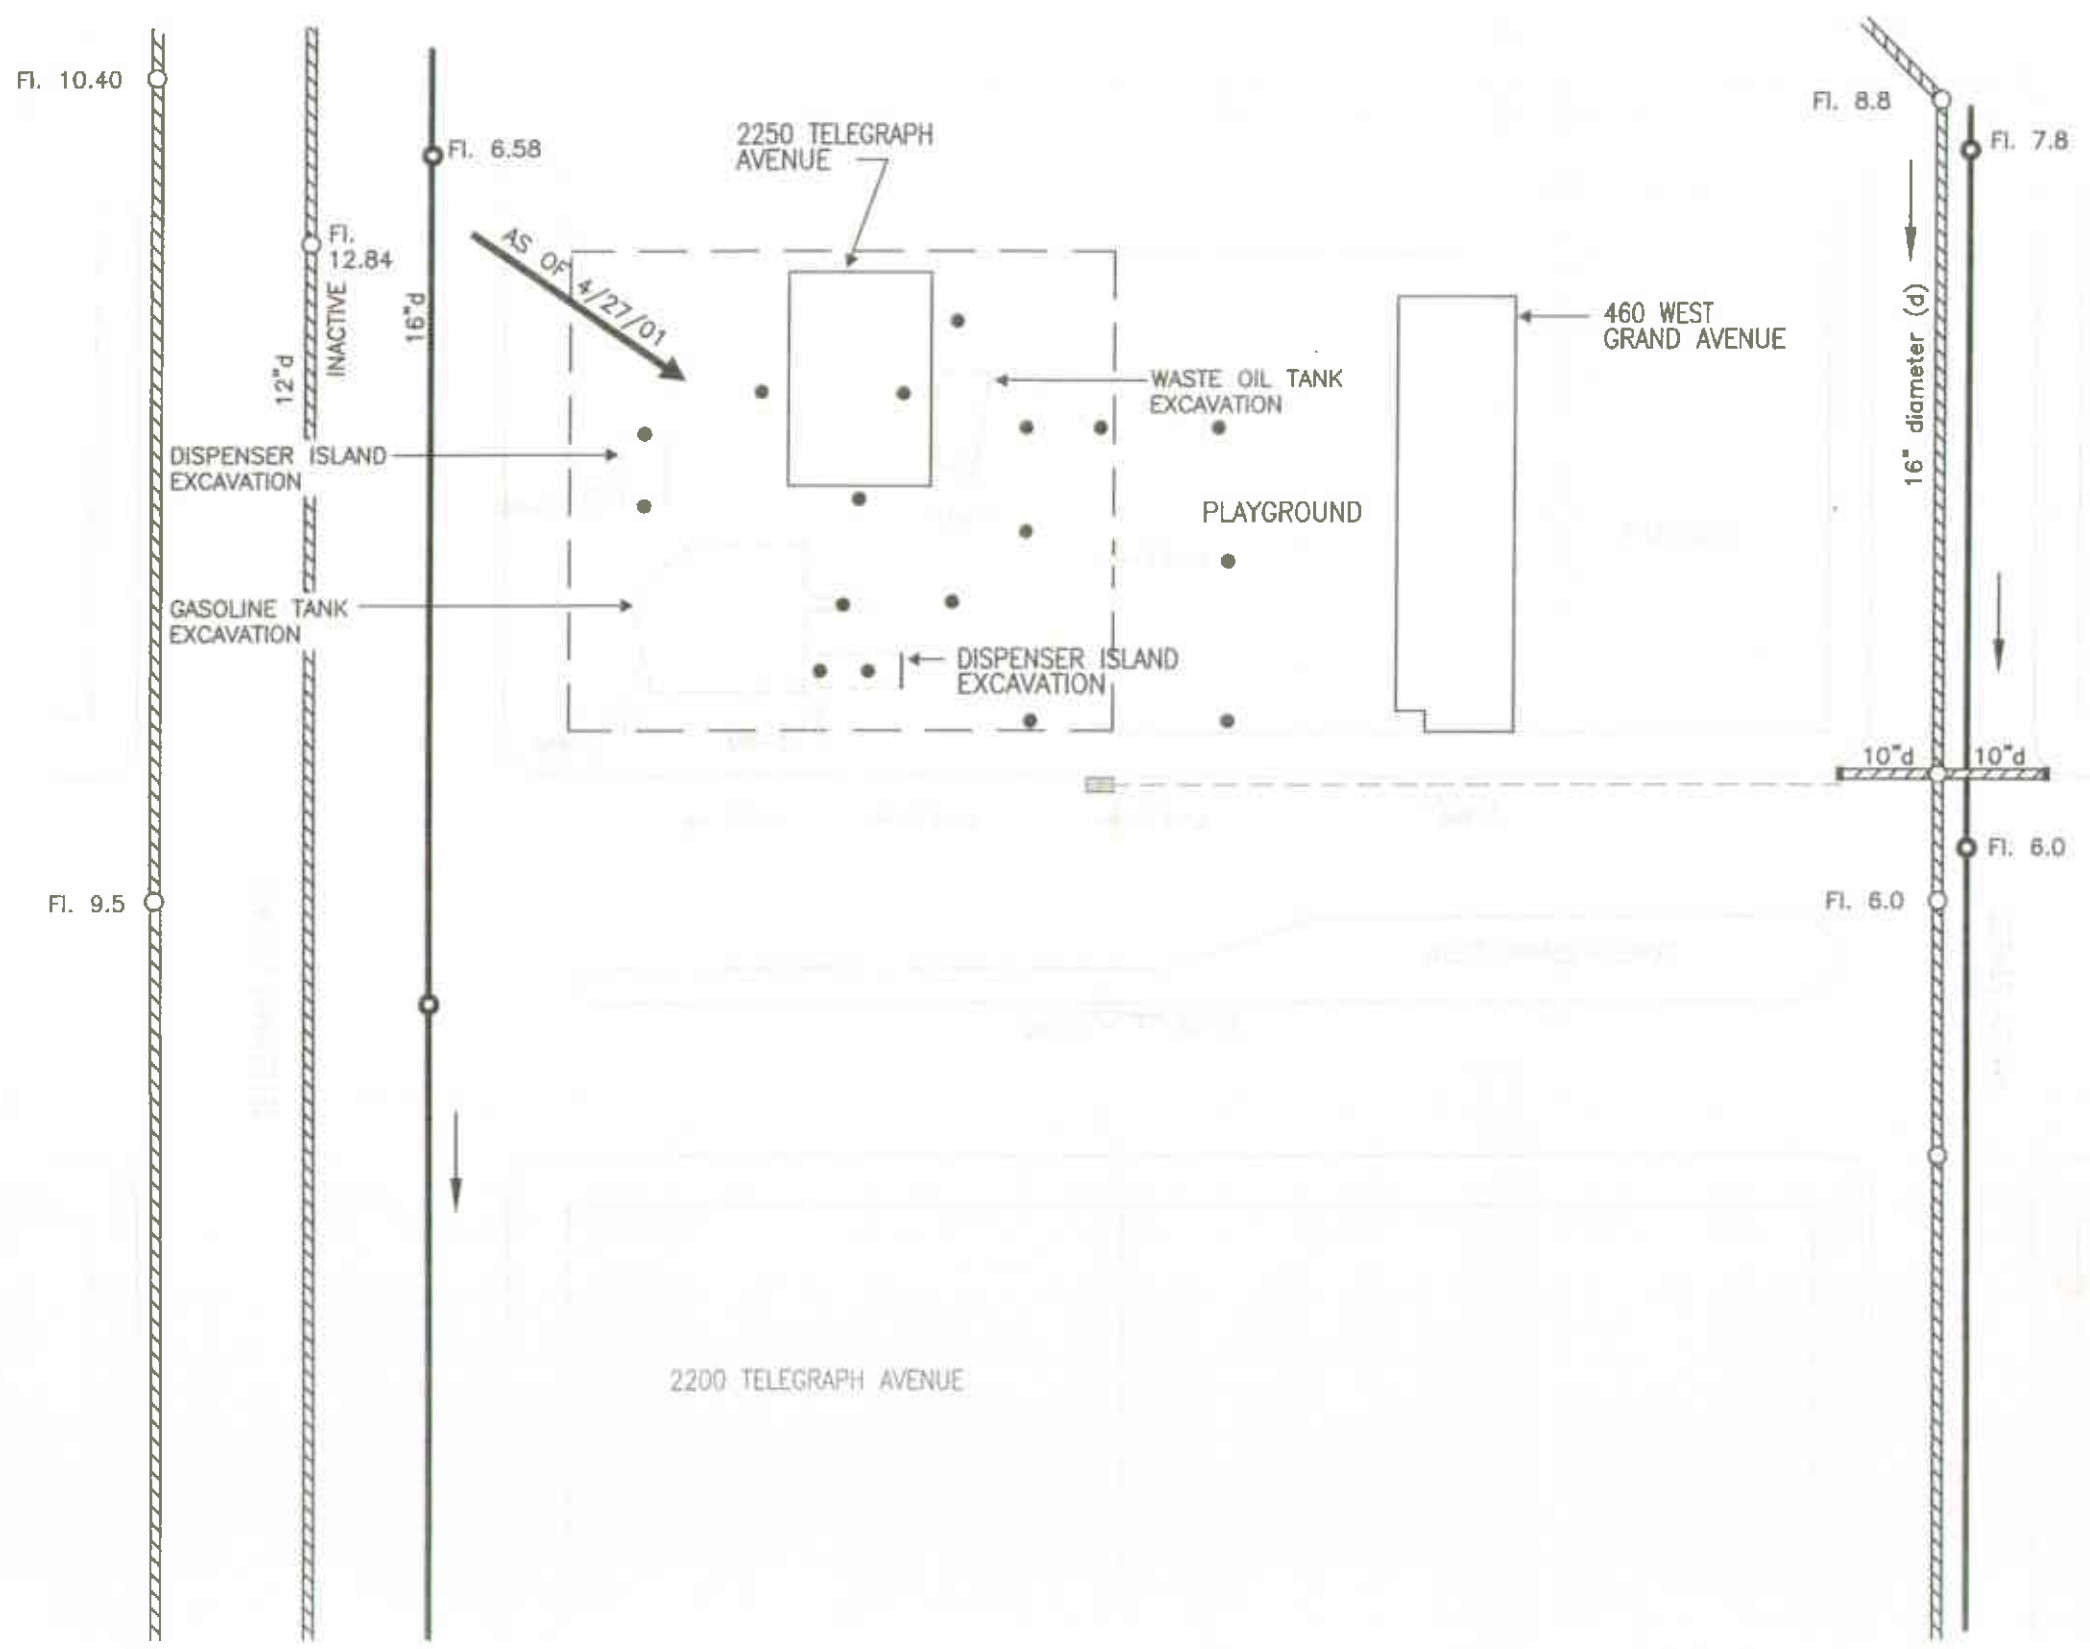 Fl. 10.40
Fl. 8.8
Fl. 7.8
2250 TELEGRAPH
AVENUE
Fl. 6.58
AS OF 4/27/01
Fl.
12.84
INACTIVE
12"d
16"d
16" diameter (d)
460 WEST
GRAND AVENUE
WASTE OIL TANK
EXCAVATION
DISPENSER ISLAND
EXCAVATION
PLAYGROUND
GASOLINE TANK
EXCAVATION
DISPENSER ISLAND
EXCAVATION
10"d
10"d
Fl. 6.0
Fl. 9.5
Fl. 6.0
2200 TELEGRAPH AVENUE